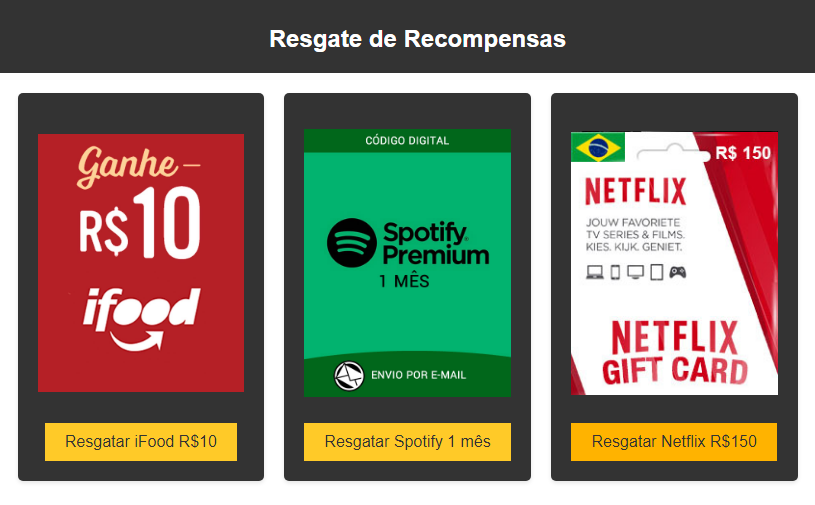 Resgate de Recompensas
Ganhe
R$10
ifood
Resgatar iFood R$10
CÓDIGO DIGITAL
Spotify®
Premium
1 MÊS
ENVIO POR E-MAIL
Resgatar Spotify 1 mês
R$ 150
NETFLIX
JOUW FAVORIETE
TV SERIES & FILMS.
KIES. KIJK. GENIET.
NETFLIX
GIFT CARD
Resgatar Netflix R$150